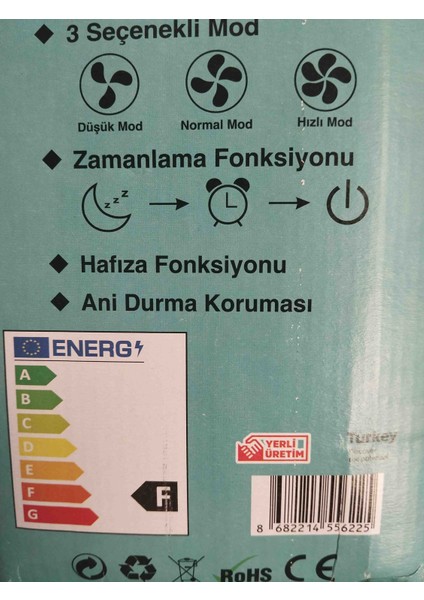 ◆ 3 Seçenekli Mod
Düşük Mod
Normal Mod
Hızlı Mod
◆ Zamanlama Fonksiyonu
z z z
◆ Hafıza Fonksiyonu
◆ Ani Durma Koruması
ENERG
A
B
C
D
E
F
G
F
YERLİ
ÜRETİM
Turkey
8 682214 556225
RoHS
CE